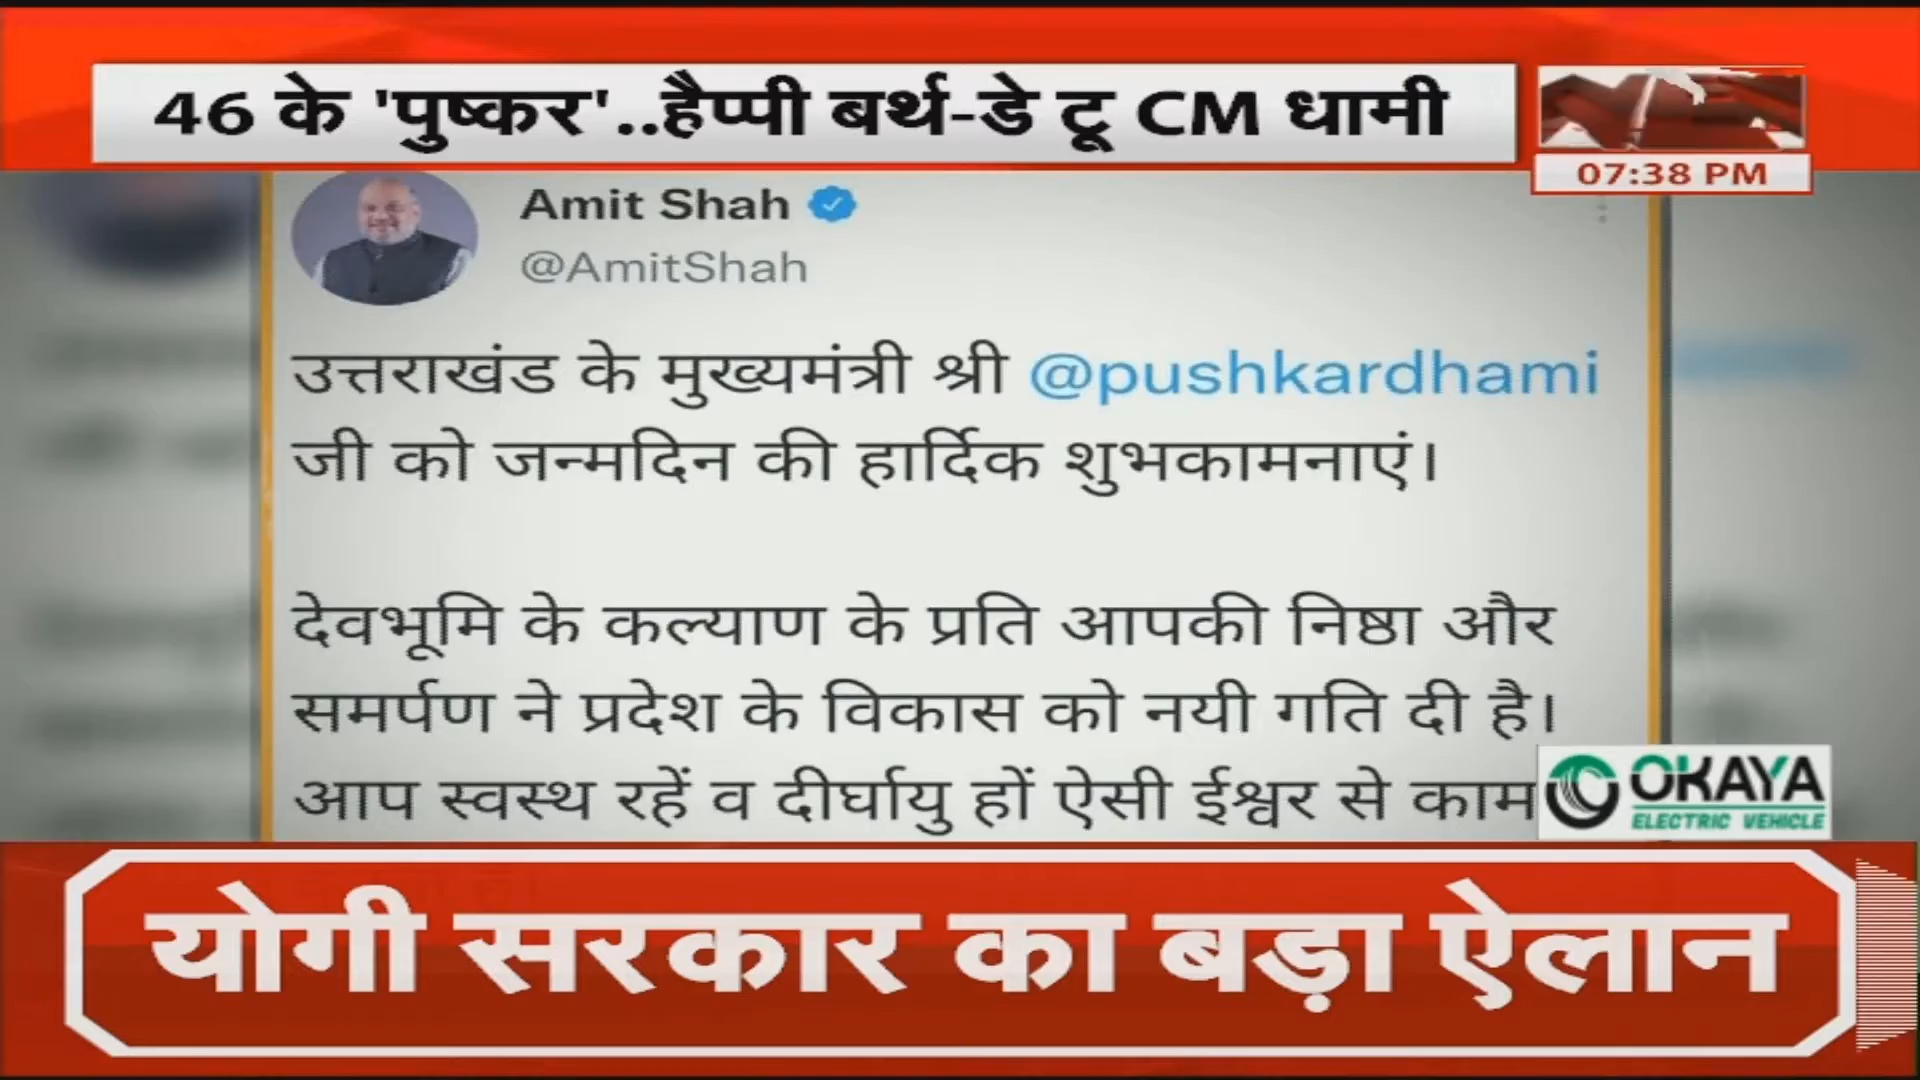 46 के 'पुष्कर'..हैप्पी बर्थ-डे टू CM धामी
07:38 PM
Amit Shah
@AmitShah
उत्तराखंड के मुख्यमंत्री श्री @pushkardhami
जी को जन्मदिन की हार्दिक शुभकामनाएं।
देवभूमि के कल्याण के प्रति आपकी निष्ठा और
समर्पण ने प्रदेश के विकास को नयी गति दी है।
आप स्वस्थ रहें व दीर्घायु हों ऐसी ईश्वर से काम
OKAYA
ELECTRIC VEHICLE
योगी सरकार का बड़ा ऐलान